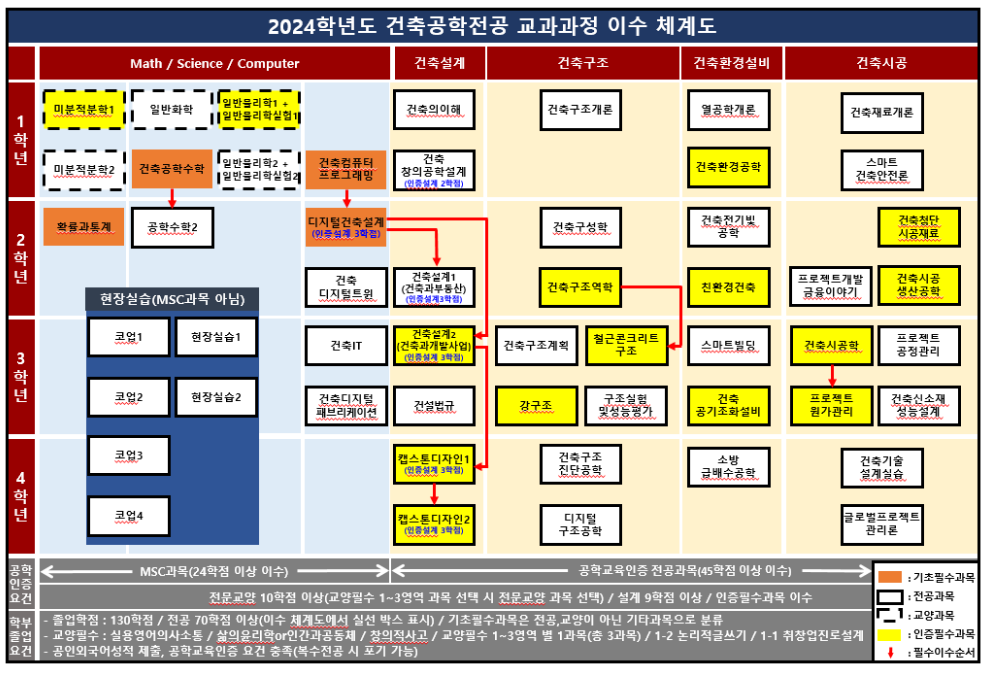 2024학년도 건축공학전공 교과과정 이수 체계도
Math / Science / Computer
건축설계
건축구조
건축환경설비
건축시공
1
학
년
미분적분학1
일반화학
일반물리학1 +
일반물리학실험1
건축의이해
건축구조개론
열공학개론
건축재료개론
미분적분학2
건축공학수학
일반물리학2 +
일반물리학실험2
건축컴퓨터
프로그래밍
건축
창의공학설계
(인증설계 2학점)
건축환경공학
스마트
건축안전론
2
학
년
확률과통계
공학수학2
디지털건축설계
(인증설계 3학점)
건축구성학
건축전기및
공학
건축첨단
시공재료
건축
디지털트윈
건축설계1
(건축과부동산)
(인증설계3학점)
건축구조역학
친환경건축
프로젝트개발
금융이야기
건축시공
생산공학
현장실습(MSC과목 아님)
3
학
년
코업1
현장실습1
건축IT
건축설계2
(건축과개발사업)
(인증설계 3학점)
건축구조계획
철근콘크리트
구조
스마트빌딩
건축시공학
프로젝트
공정관리
코업2
현장실습2
건축디지털
패브리케이션
건설법규
강구조
구조실험
및성능평가
건축
공기조화설비
프로젝트
원가관리
건축신소재
성능설계
4
학
년
코업3
캡스톤디자인1
(인증설계 3학점)
건축구조
진단공학
소방
급배수공학
건축기술
설계실습
코업4
캡스톤디자인2
(인증설계 3학점)
디지털
구조공학
글로벌프로젝트
관리론
공학
인증
요건
MSC과목(24학점 이상 이수)
공학교육인증 전공과목(45학점이상 이수)
전문교양 10학점 이상(교양필수 1~3영역 과목 선택 시 전문교양 과목 선택) / 설계 9학점 이상 / 인증필수과목 이수
학부
졸업
요건
- 졸업학점 : 130학점 / 전공 70학점 이상(이수 체계도에서 실선 박스 표시) / 기초필수과목은 전공,교양이 아닌 기타과목으로 분류
- 교양필수 : 실용영어의사소통 / 삶의윤리학or인간과공동체 / 창의적사고 / 교양필수 1~3영역 별 1과목(총 3과목) / 1-2 논리적글쓰기 / 1-1 취창업진로설계
- 공인외국어성적 제출, 공학교육인증 요건 충족(복수전공 시 포기 가능)
: 기초필수과목
: 전공과목
: 교양과목
: 인증필수과목
: 필수이수순서